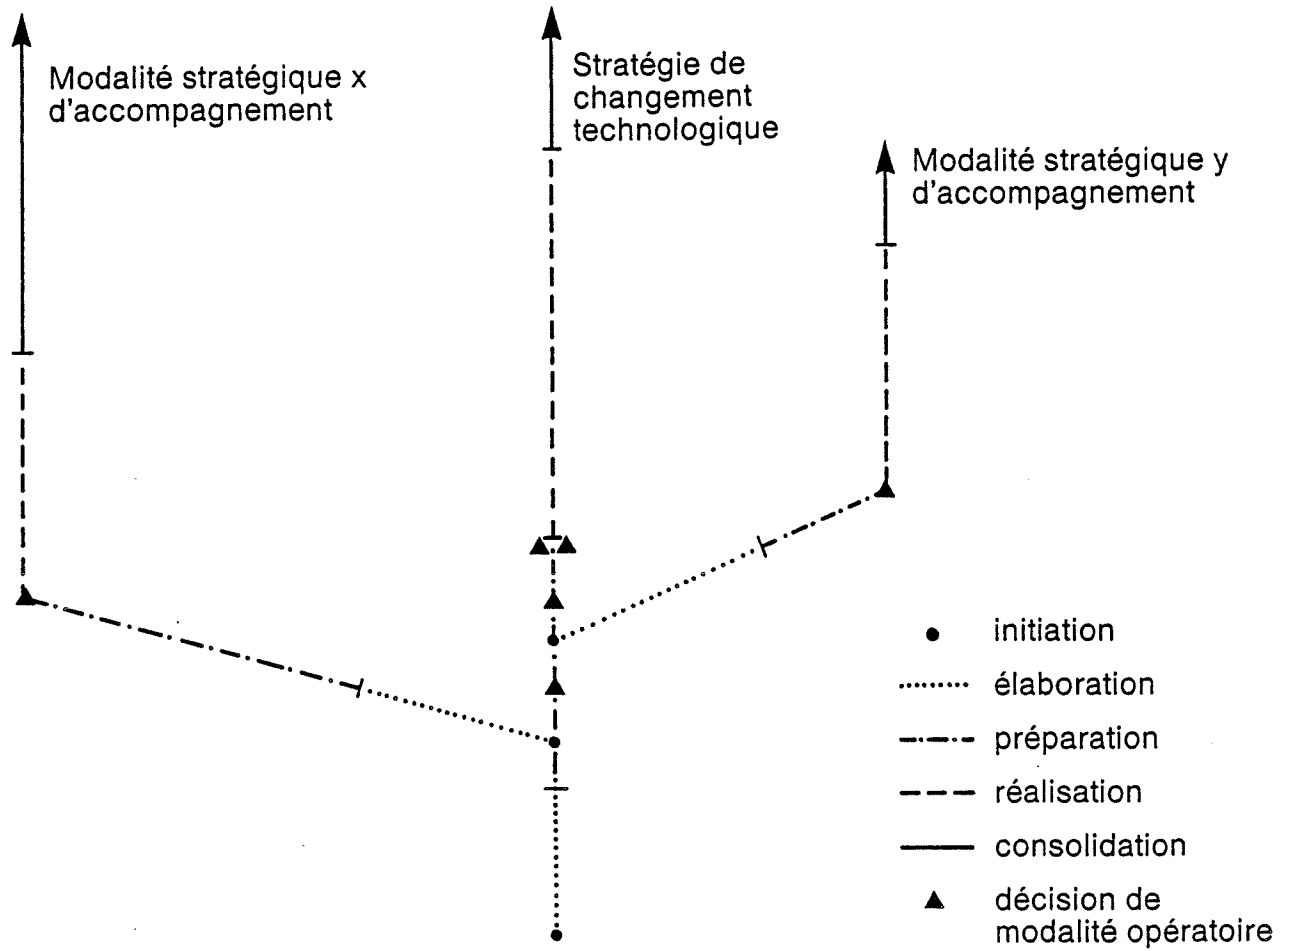 Modalité stratégique x
d'accompagnement
Stratégie de
changement
technologique
Modalité stratégique y
d'accompagnement
initiation
élaboration
préparation
réalisation
consolidation
décision de
modalité opératoire